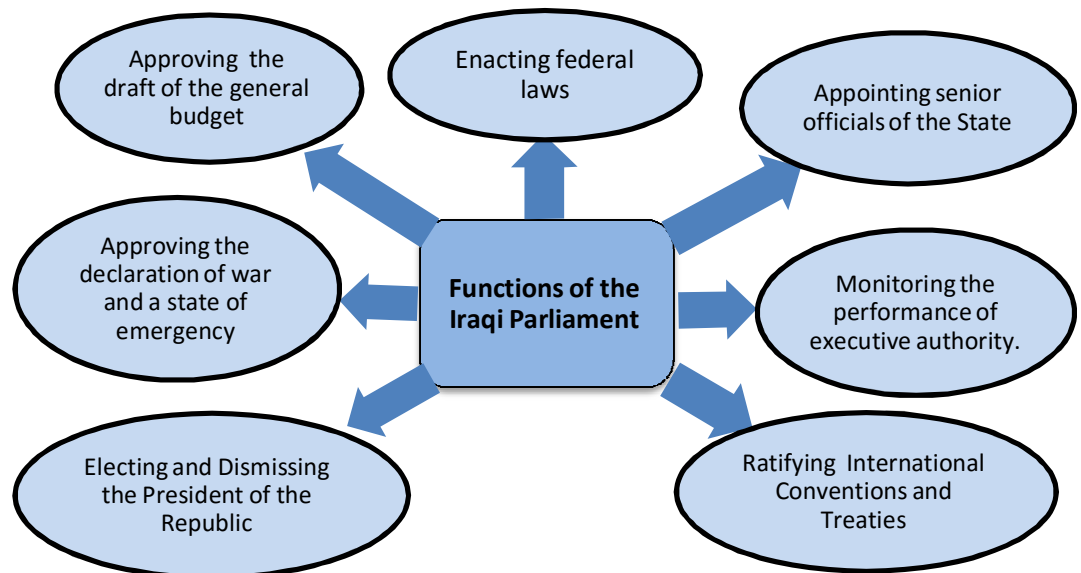 Approving the
draft of the general
budget
Enacting federal
laws
Appointing senior
officials of the State
Approving the
declaration of war
and a state of
emergency
Functions of the
Iraqi Parliament
Monitoring the
performance of
executive authority.
Electing and Dismissing
the President of the
Republic
Ratifying International
Conventions and
Treaties